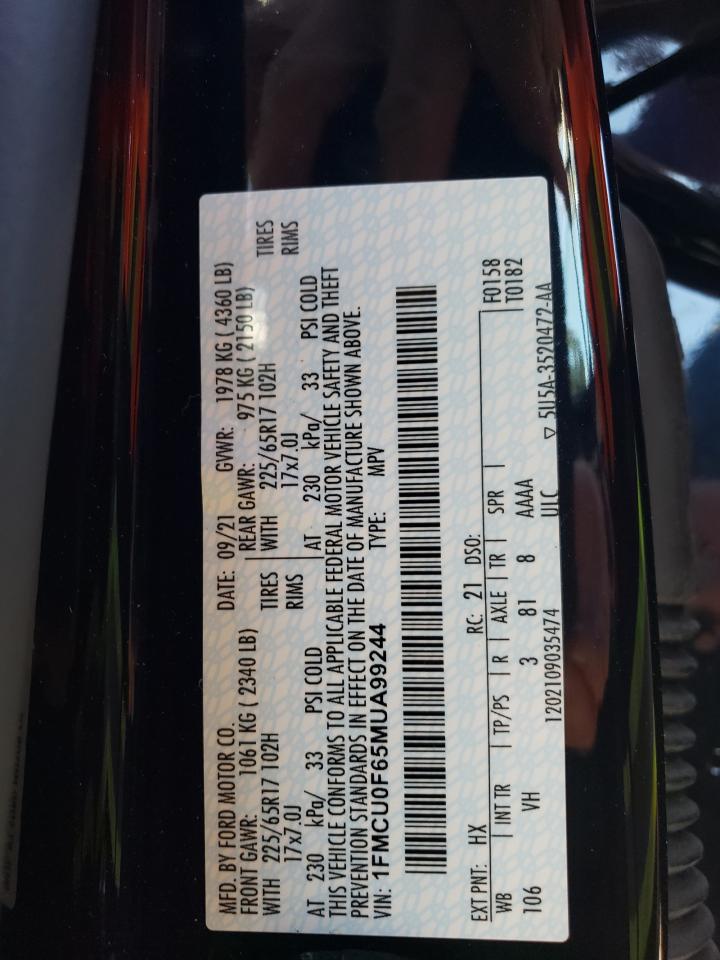 MFD. BY FORD MOTOR CO. DATE: 09/21 GVWR: 1978 KG ( 4360 LB)
FRONT GAWR: 1061 KG ( 2340 LB) REAR GAWR: 975 KG ( 2150 LB)
WITH 225/65R17 102H TIRES WITH 225/65R17 102H TIRES
17x7.0J RIMS 17x7.0J RIMS
AT 230 kPa/ 33 PSI COLD AT 230 kPa/ 33 PSI COLD
THIS VEHICLE CONFORMS TO ALL APPLICABLE FEDERAL MOTOR VEHICLE SAFETY AND THEFT
PREVENTION STANDARDS IN EFFECT ON THE DATE OF MANUFACTURE SHOWN ABOVE.
VIN: 1FMCU0F65MUA99244 TYPE: MPV
EXT PNT: HX RC: 21 DSO: F0158
WB INT TR TP/PS R AXLE TR SPR T0182
106 VH 3 81 8 AAAA
1202109035474 ULC ▽ 5U5A-3520472-AA